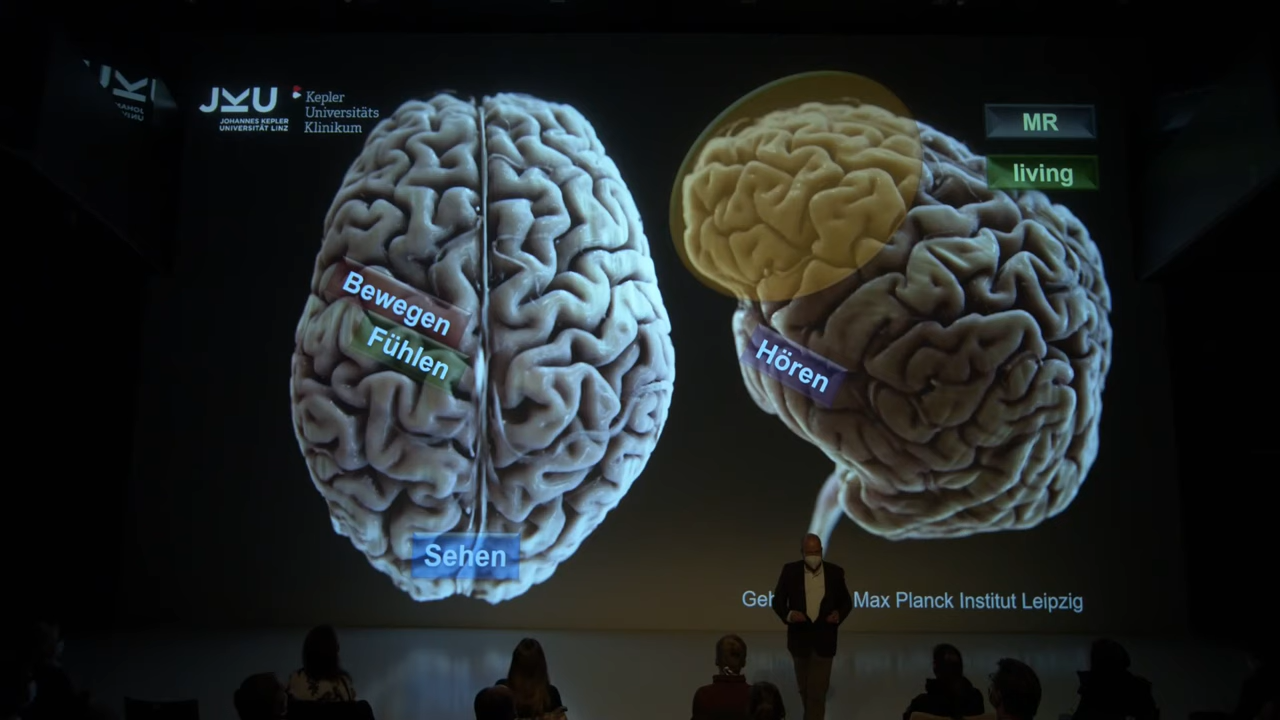 JKU
JOHANNES KEPLER
UNIVERSITÄT LINZ
Kepler
Universitäts
Klinikum
MR
living
Bewegen
Fühlen
Hören
Sehen
Max Planck Institut Leipzig